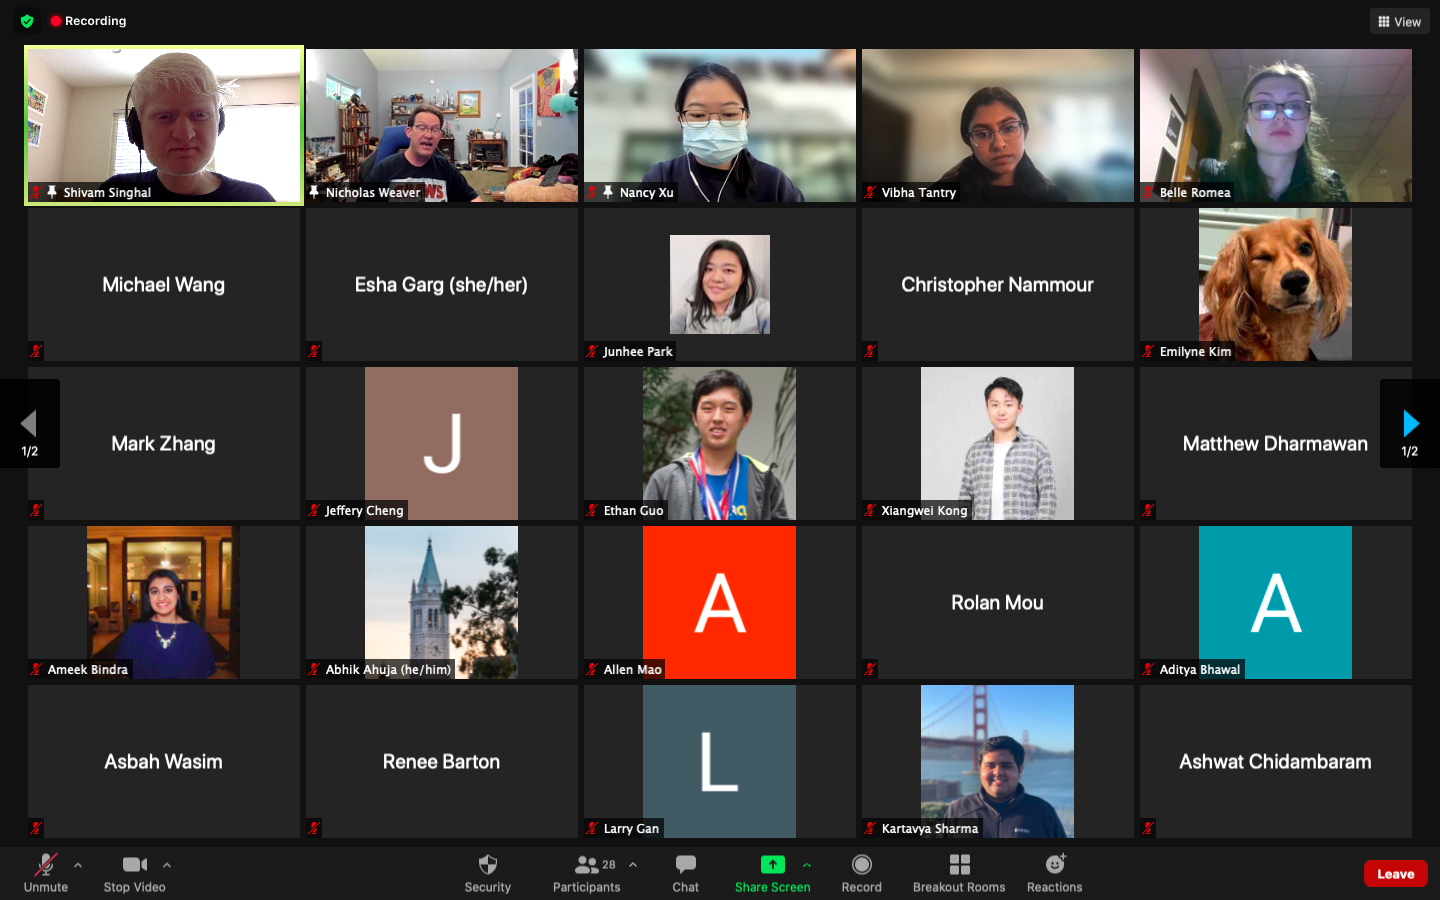 Recording
View
Shivam Singhal
Nicholas Weaver
Nancy Xu
Vibha Tantry
Belle Romea
Michael Wang
Esha Garg (she/her)
Junhee Park
Christopher Nammour
Emilyne Kim
1/2
Mark Zhang
J
Jeffery Cheng
Ethan Guo
Xiangwei Kong
Matthew Dharmawan
1/2
Ameek Bindra
Abhik Ahuja (he/him)
A
Allen Mao
Rolan Mou
A
Aditya Bhawal
Asbah Wasim
Renee Barton
L
Larry Gan
Kartavya Sharma
Ashwat Chidambaram
Unmute
Stop Video
Security
28
Participants
Chat
Share Screen
Record
Breakout Rooms
Reactions
Leave